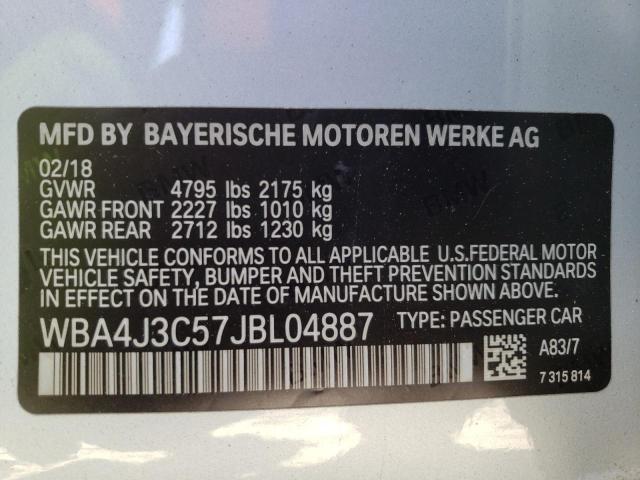 MFD BY BAYERISCHE MOTOREN WERKE AG
02/18
GVWR 4795 lbs 2175 kg
GAWR FRONT 2227 lbs 1010 kg
GAWR REAR 2712 lbs 1230 kg
THIS VEHICLE CONFORMS TO ALL APPLICABLE U.S.FEDERAL MOTOR
VEHICLE SAFETY, BUMPER AND THEFT PREVENTION STANDARDS
IN EFFECT ON THE DATE OF MANUFACTURE SHOWN ABOVE.
WBA4J3C57JBL04887 TYPE: PASSENGER CAR
A83/7
7 315 814